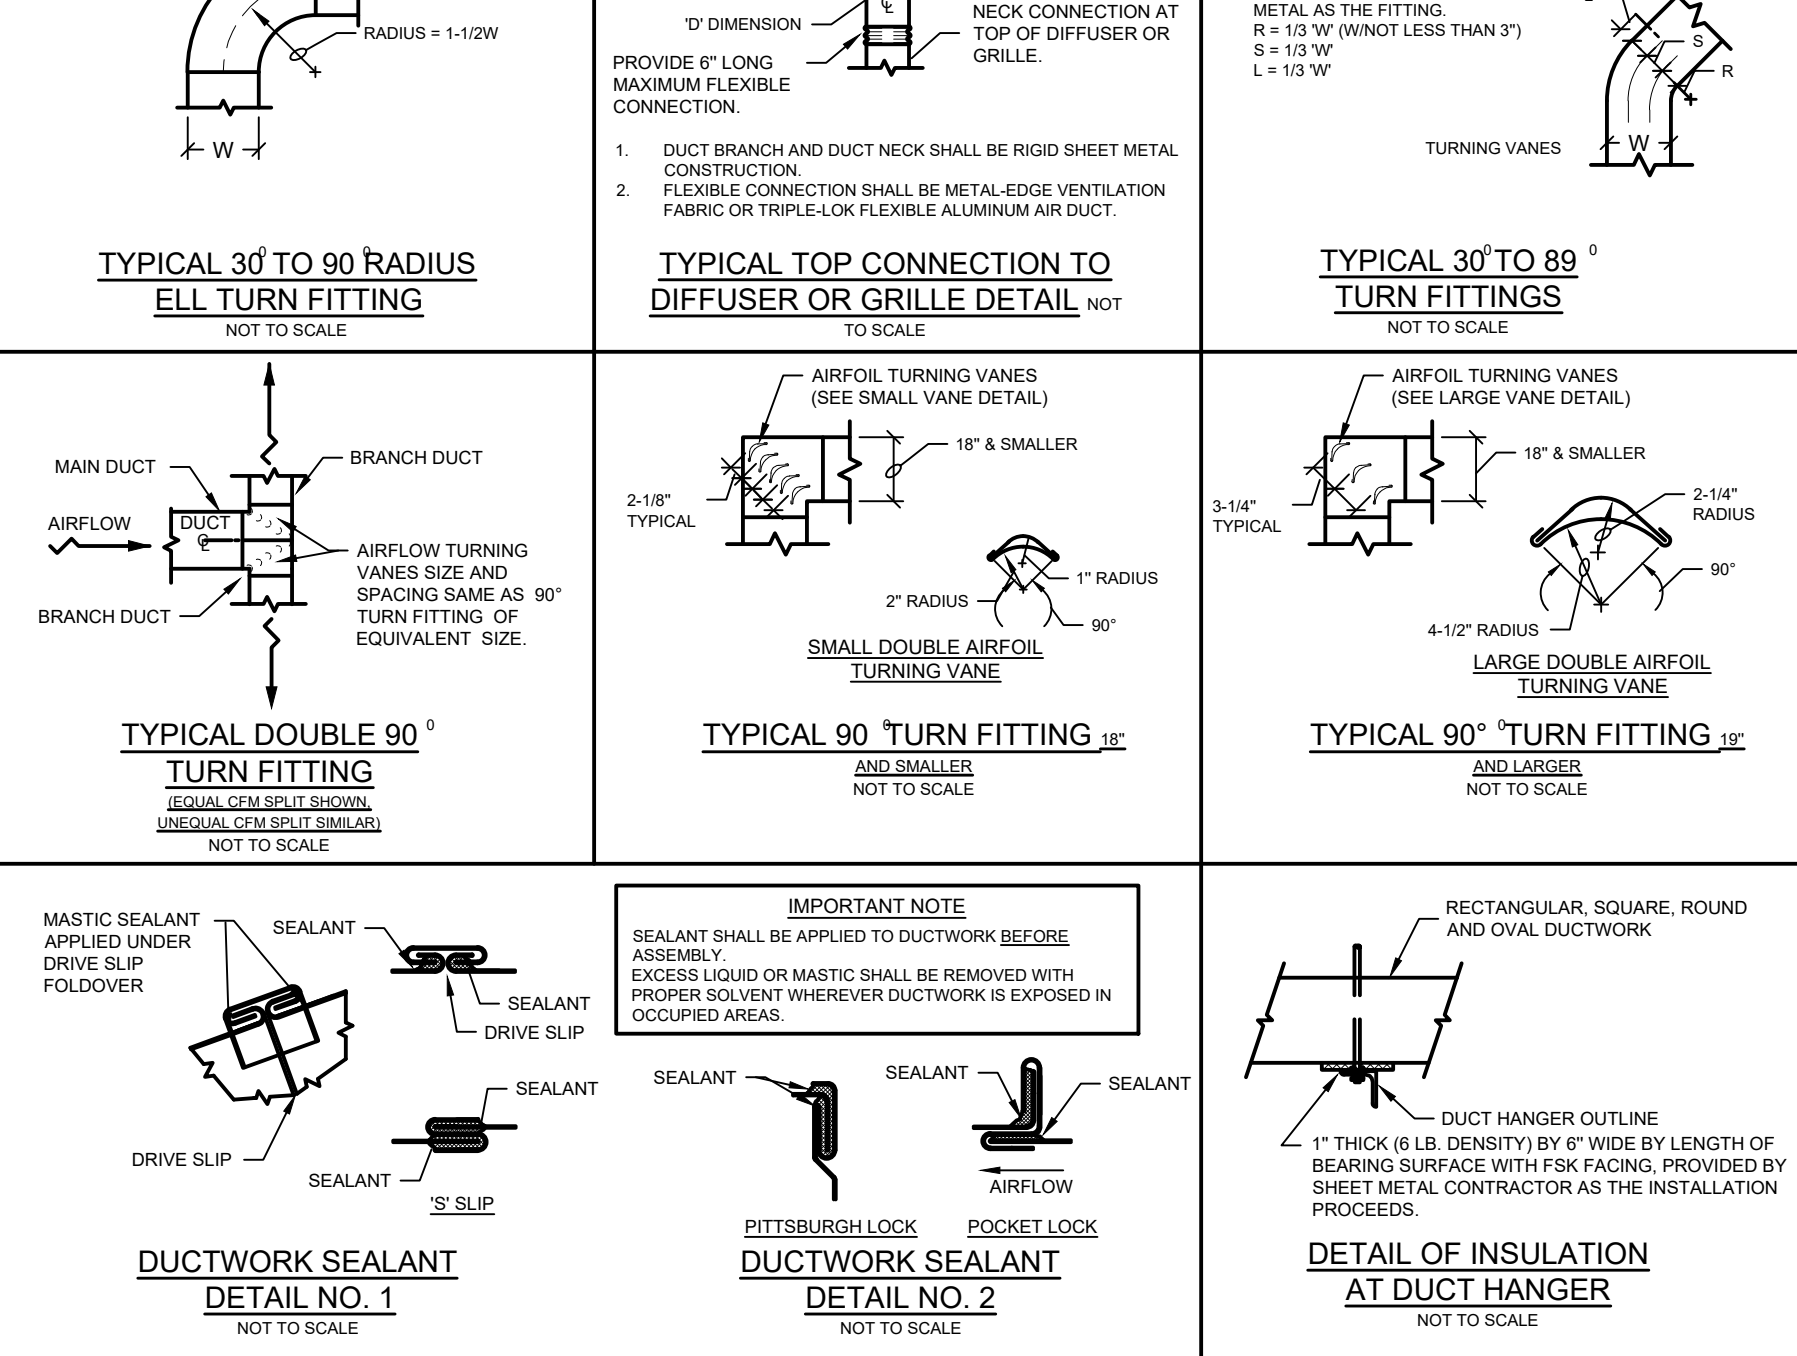 RADIUS = 1-1/2W
W
TYPICAL 30⁰ TO 90 ⁰RADIUS
ELL TURN FITTING
NOT TO SCALE
'D' DIMENSION
℄
NECK CONNECTION AT
TOP OF DIFFUSER OR
GRILLE.
PROVIDE 6" LONG
MAXIMUM FLEXIBLE
CONNECTION.
1. DUCT BRANCH AND DUCT NECK SHALL BE RIGID SHEET METAL
CONSTRUCTION.
2. FLEXIBLE CONNECTION SHALL BE METAL-EDGE VENTILATION
FABRIC OR TRIPLE-LOK FLEXIBLE ALUMINUM AIR DUCT.
TYPICAL TOP CONNECTION TO
DIFFUSER OR GRILLE DETAIL NOT
TO SCALE
METAL AS THE FITTING.
R = 1/3 'W' (W/NOT LESS THAN 3")
S = 1/3 'W'
L = 1/3 'W'
S
R
W
TURNING VANES
TYPICAL 30⁰TO 89 ⁰
TURN FITTINGS
NOT TO SCALE
MAIN DUCT
BRANCH DUCT
AIRFLOW
DUCT
℄
AIRFLOW TURNING
VANES SIZE AND
SPACING SAME AS 90°
TURN FITTING OF
EQUIVALENT SIZE.
BRANCH DUCT
TYPICAL DOUBLE 90 ⁰
TURN FITTING
(EQUAL CFM SPLIT SHOWN,
UNEQUAL CFM SPLIT SIMILAR)
NOT TO SCALE
AIRFOIL TURNING VANES
(SEE SMALL VANE DETAIL)
18" & SMALLER
2-1/8"
TYPICAL
1" RADIUS
2" RADIUS
90°
SMALL DOUBLE AIRFOIL
TURNING VANE
TYPICAL 90 ⁰TURN FITTING 18"
AND SMALLER
NOT TO SCALE
AIRFOIL TURNING VANES
(SEE LARGE VANE DETAIL)
18" & SMALLER
3-1/4"
TYPICAL
2-1/4"
RADIUS
90°
4-1/2" RADIUS
LARGE DOUBLE AIRFOIL
TURNING VANE
TYPICAL 90° ⁰TURN FITTING 19"
AND LARGER
NOT TO SCALE
MASTIC SEALANT
APPLIED UNDER
DRIVE SLIP
FOLDOVER
SEALANT
SEALANT
DRIVE SLIP
SEALANT
DRIVE SLIP
SEALANT
'S' SLIP
DUCTWORK SEALANT
DETAIL NO. 1
NOT TO SCALE
IMPORTANT NOTE
SEALANT SHALL BE APPLIED TO DUCTWORK BEFORE
ASSEMBLY.
EXCESS LIQUID OR MASTIC SHALL BE REMOVED WITH
PROPER SOLVENT WHEREVER DUCTWORK IS EXPOSED IN
OCCUPIED AREAS.
SEALANT
SEALANT
SEALANT
AIRFLOW
PITTSBURGH LOCK
POCKET LOCK
DUCTWORK SEALANT
DETAIL NO. 2
NOT TO SCALE
RECTANGULAR, SQUARE, ROUND
AND OVAL DUCTWORK
DUCT HANGER OUTLINE
1" THICK (6 LB. DENSITY) BY 6" WIDE BY LENGTH OF
BEARING SURFACE WITH FSK FACING, PROVIDED BY
SHEET METAL CONTRACTOR AS THE INSTALLATION
PROCEEDS.
DETAIL OF INSULATION
AT DUCT HANGER
NOT TO SCALE